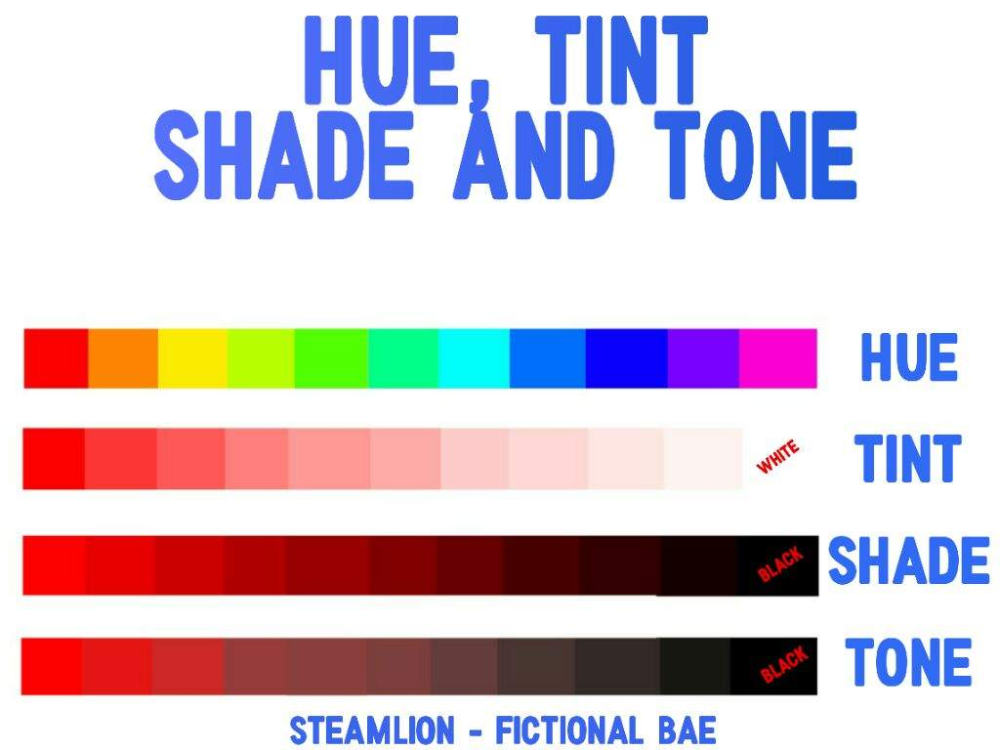 HUE, TINT
SHADE AND TONE
HUE
WHITE
TINT
BLACK
SHADE
BLACK
TONE
STEAMLION - FICTIONAL BAE